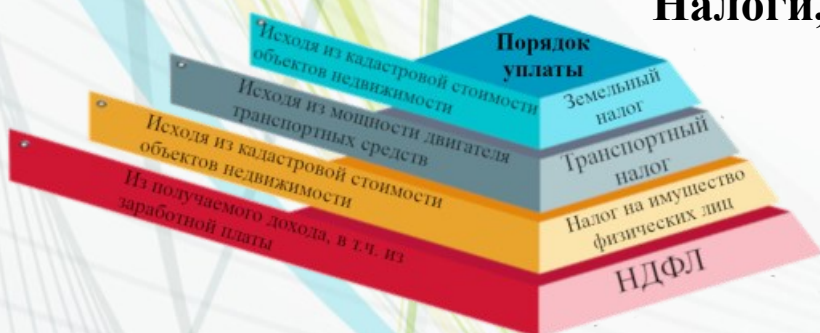 Налоги,
Порядок
уплаты
Исходя из кадастровой стоимости
объектов недвижимости
Земельный
налог
Исходя из мощности двигателя
транспортных средств
Транспортный
налог
Исходя из кадастровой стоимости
объектов недвижимости
Налог на имущество
физических лиц
Из получаемого дохода, в т.ч. из
заработной платы
НДФЛ